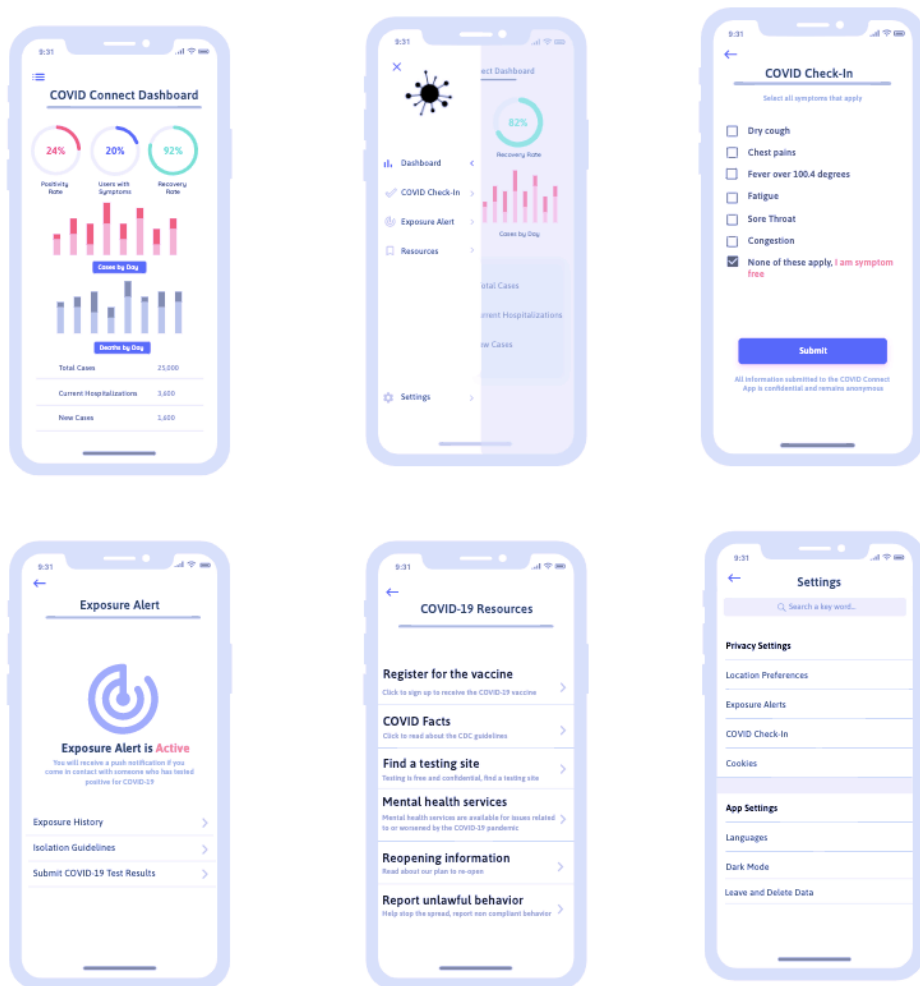 9:31
COVID Connect Dashboard
24%
20%
92%
Positivity
Rate
Users with
Symptoms
Recovery
Rate
Cases by Day
Deaths by Day
Total Cases 25,000
Current Hospitalizations 3,600
New Cases 1,600
9:31
ect Dashboard
82%
Recovery Rate
Dashboard
COVID Check-In
Exposure Alert
Resources
Cases by Day
otal Cases
rrent Hospitalizations
ew Cases
Settings
9:31
COVID Check-In
Select all symptoms that apply
Dry cough
Chest pains
Fever over 100.4 degrees
Fatigue
Sore Throat
Congestion
None of these apply, I am symptom
free
Submit
All information submitted to the COVID Connect
App is confidential and remains anonymous
9:31
Exposure Alert
Exposure Alert is Active
You will receive a push notification if you
come in contact with someone who has tested
positive for COVID-19
Exposure History
Isolation Guidelines
Submit COVID-19 Test Results
9:31
COVID-19 Resources
Register for the vaccine
Click to sign up to receive the COVID-19 vaccine
COVID Facts
Click to read about the CDC guidelines
Find a testing site
Testing is free and confidential, find a testing site
Mental health services
Mental health services are available for issues related
to or worsened by the COVID-19 pandemic
Reopening information
Read about our plan to re-open
Report unlawful behavior
Help stop the spread, report non compliant behavior
9:31
Settings
Search a key word..
Privacy Settings
Location Preferences
Exposure Alerts
COVID Check-In
Cookies
App Settings
Languages
Dark Mode
Leave and Delete Data